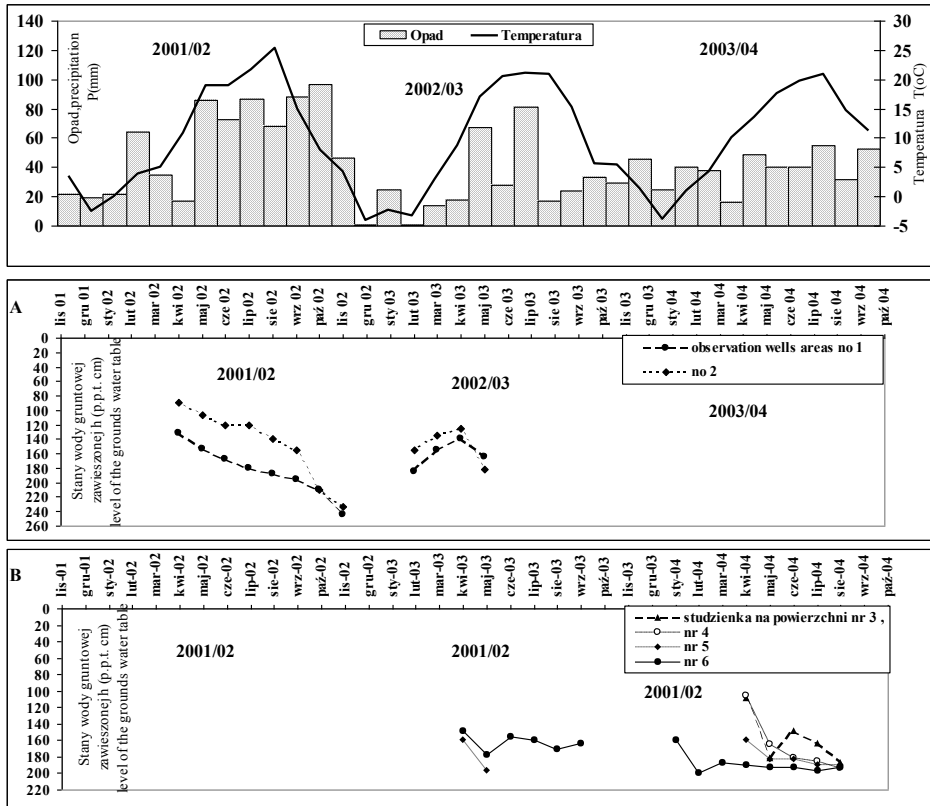 140
120
100
80
60
40
20
0
Opad,precipitation
P(mm)
Opad
Temperatura
2001/02
2002/03
2003/04
30
25
20
15
10
5
0
-5
Temperatura T(oC)
A
lis 01
gru 01
sty 02
lut 02
mar 02
kwi 02
maj 02
cze 02
lip 02
sie 02
wrz 02
paź 02
lis 02
gru 02
sty 03
lut 03
mar 03
kwi 03
maj 03
cze 03
lip 03
sie 03
wrz 03
paź 03
lis 03
gru 03
sty 04
lut 04
mar 04
kwi 04
maj 04
cze 04
lip 04
sie 04
wrz 04
paź 04
0
20
40
60
80
100
120
140
160
180
200
220
240
260
Stany wody gruntowej
zawieszonej h (p.p.t. cm)
level of the grounds water table
observation wells areas no 1
no 2
2001/02
2002/03
2003/04
B
lis-01
gru-01
sty-02
lut-02
mar-02
kwi-02
maj-02
cze-02
lip-02
sie-02
wrz-02
paź-02
lis-02
gru-02
sty-03
lut-03
mar-03
kwi-03
maj-03
cze-03
lip-03
sie-03
wrz-03
paź-03
lis-03
gru-03
sty-04
lut-04
mar-04
kwi-04
maj-04
cze-04
lip-04
sie-04
wrz-04
paź-04
0
20
40
60
80
100
120
140
160
180
200
220
Stany wody gruntowej
zawieszonej h (p.p.t. cm)
level of the grounds water table
studzienka na powierzchni nr 3 ,
nr 4
nr 5
nr 6
2001/02
2001/02
2001/02